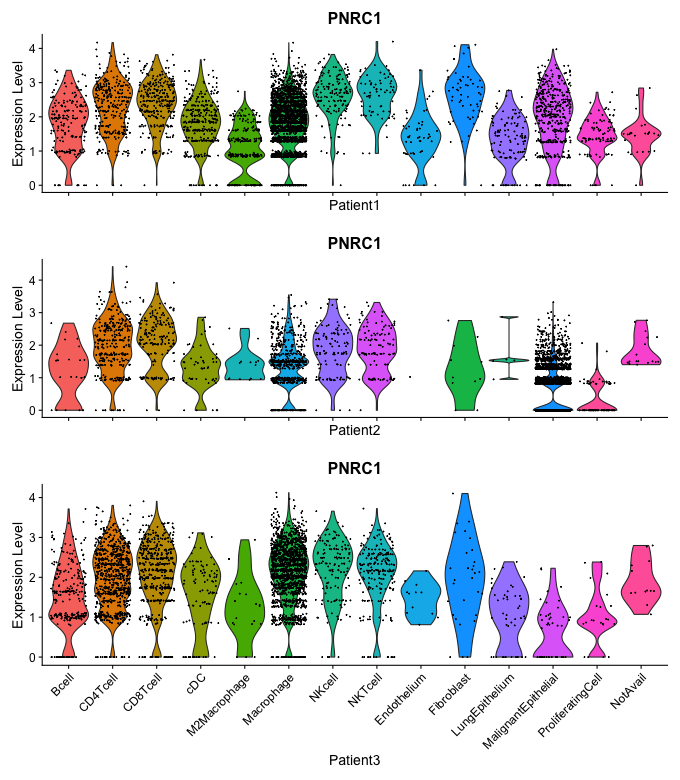 PNRC1
Expression Level
4
3
2
1
0
Patient1
PNRC1
Expression Level
4
3
2
1
0
Patient2
PNRC1
Expression Level
4
3
2
1
0
Bcell
CD4Tcell
CD8Tcell
cDC
M2Macrophage
Macrophage
NKcell
NKTcell
Endothelium
Fibroblast
LungEpithelium
MalignantEpithelial
ProliferatingCell
NotAvail
Patient3